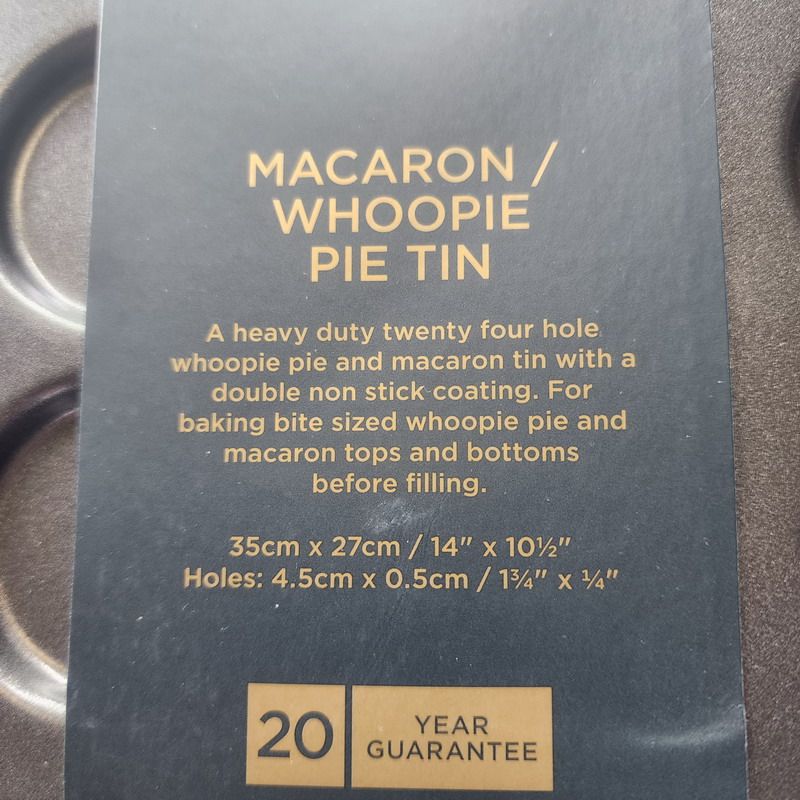 MACARON /
WHOOPIE
PIE TIN
A heavy duty twenty four hole
whoopie pie and macaron tin with a
double non stick coating. For
baking bite sized whoopie pie and
macaron tops and bottoms
before filling.
35cm x 27cm / 14" x 10½"
Holes: 4.5cm x 0.5cm / 1¾" x ¼"
20
YEAR
GUARANTEE